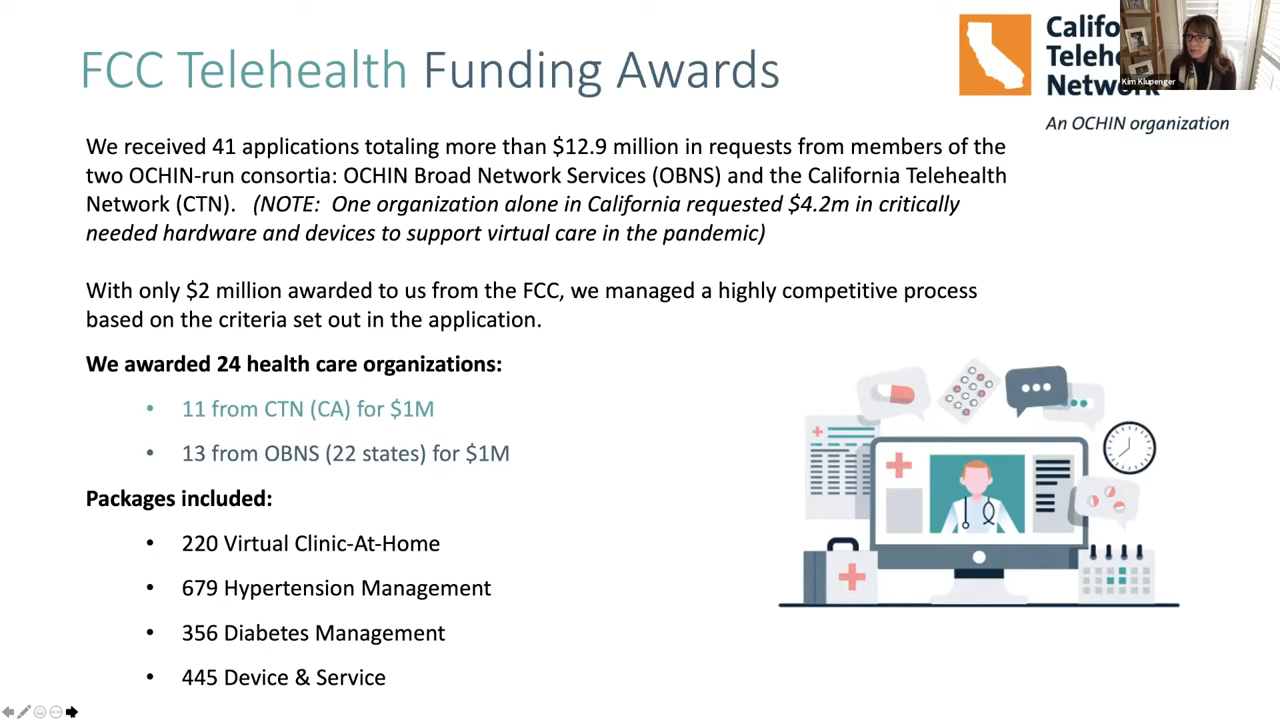 FCC Telehealth Funding Awards
Califo
Teleh
Network
Kim Klupenger
An OCHIN organization
We received 41 applications totaling more than $12.9 million in requests from members of the
two OCHIN-run consortia: OCHIN Broad Network Services (OBNS) and the California Telehealth
Network (CTN). (NOTE: One organization alone in California requested $4.2m in critically
needed hardware and devices to support virtual care in the pandemic)
With only $2 million awarded to us from the FCC, we managed a highly competitive process
based on the criteria set out in the application.
We awarded 24 health care organizations:
• 11 from CTN (CA) for $1M
• 13 from OBNS (22 states) for $1M
Packages included:
• 220 Virtual Clinic-At-Home
• 679 Hypertension Management
• 356 Diabetes Management
• 445 Device & Service